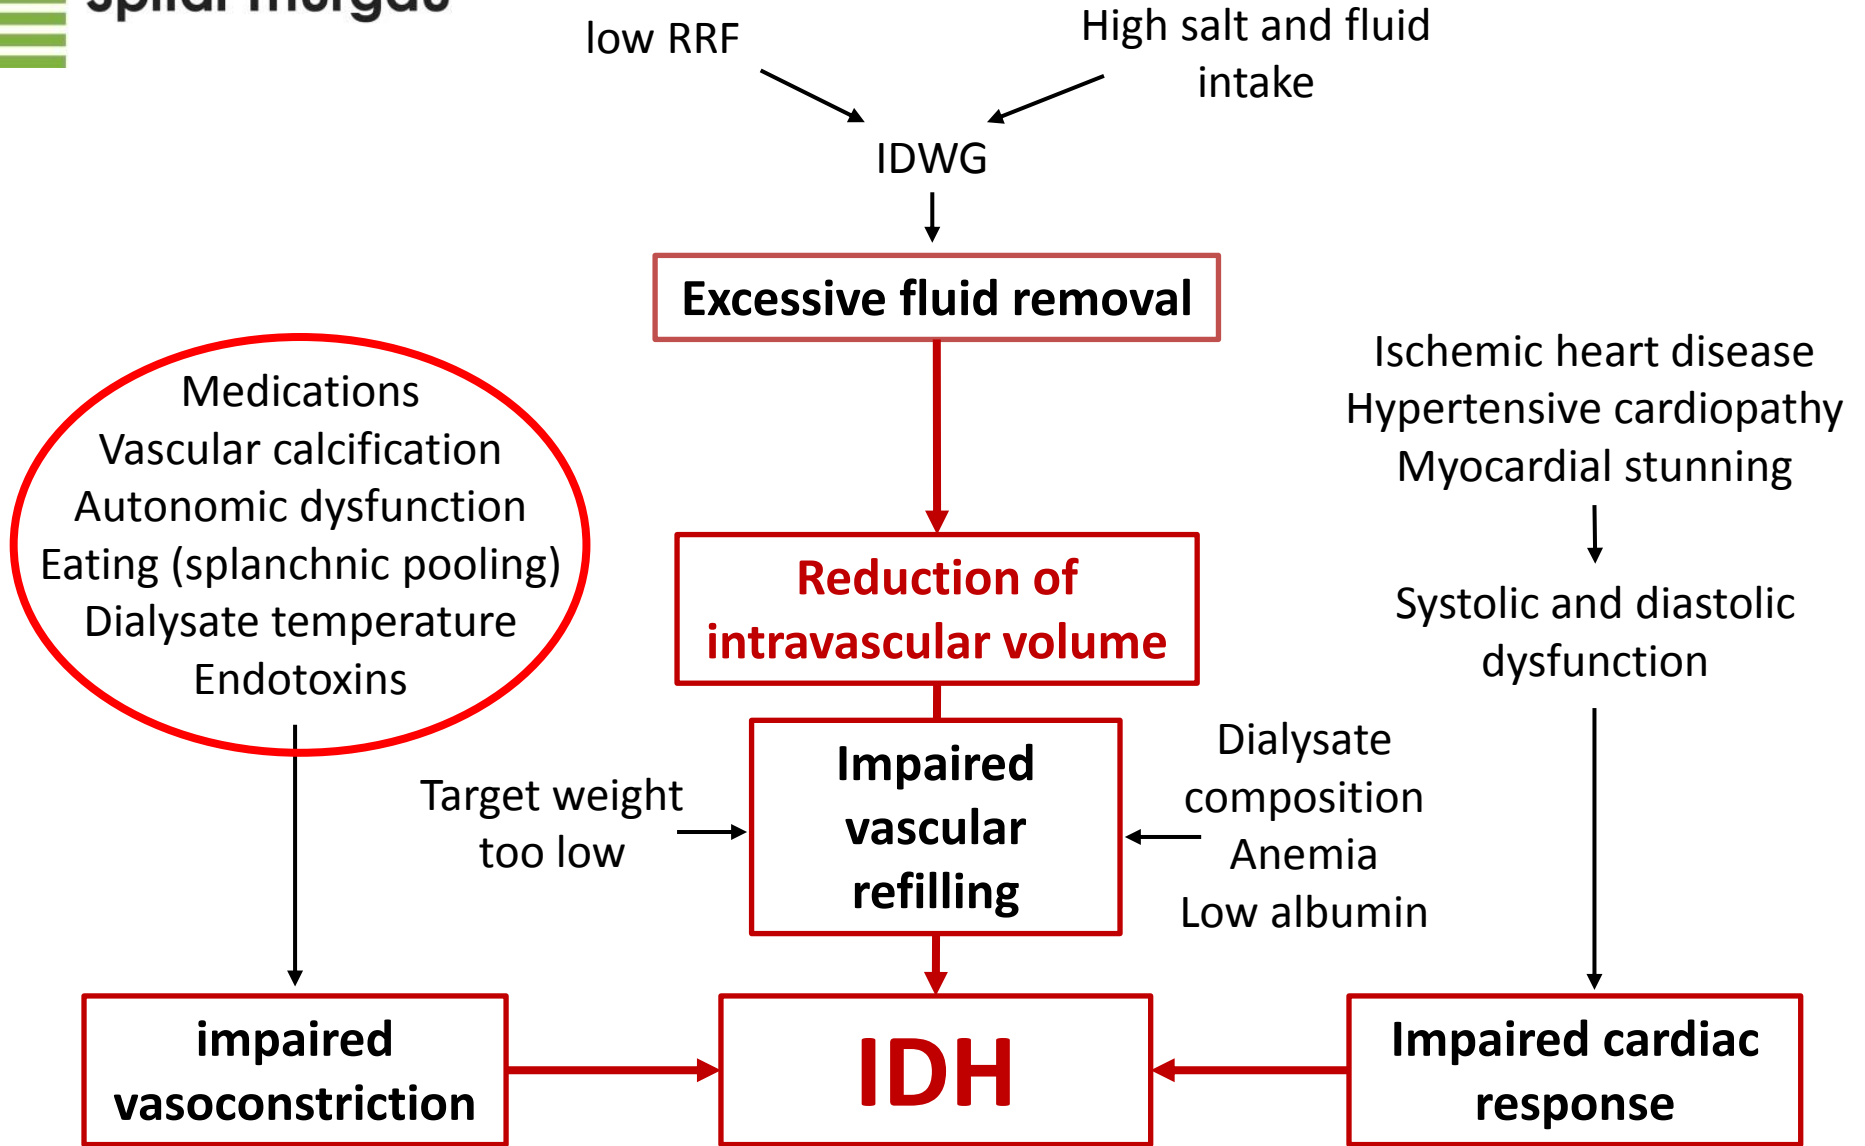 low RRF
High salt and fluid
intake
IDWG
Excessive fluid removal
Medications
Vascular calcification
Autonomic dysfunction
Eating (splanchnic pooling)
Dialysate temperature
Endotoxins
Ischemic heart disease
Hypertensive cardiopathy
Myocardial stunning
Reduction of
intravascular volume
Systolic and diastolic
dysfunction
Target weight
too low
Impaired
vascular
refilling
Dialysate
composition
Anemia
Low albumin
impaired
vasoconstriction
IDH
Impaired cardiac
response